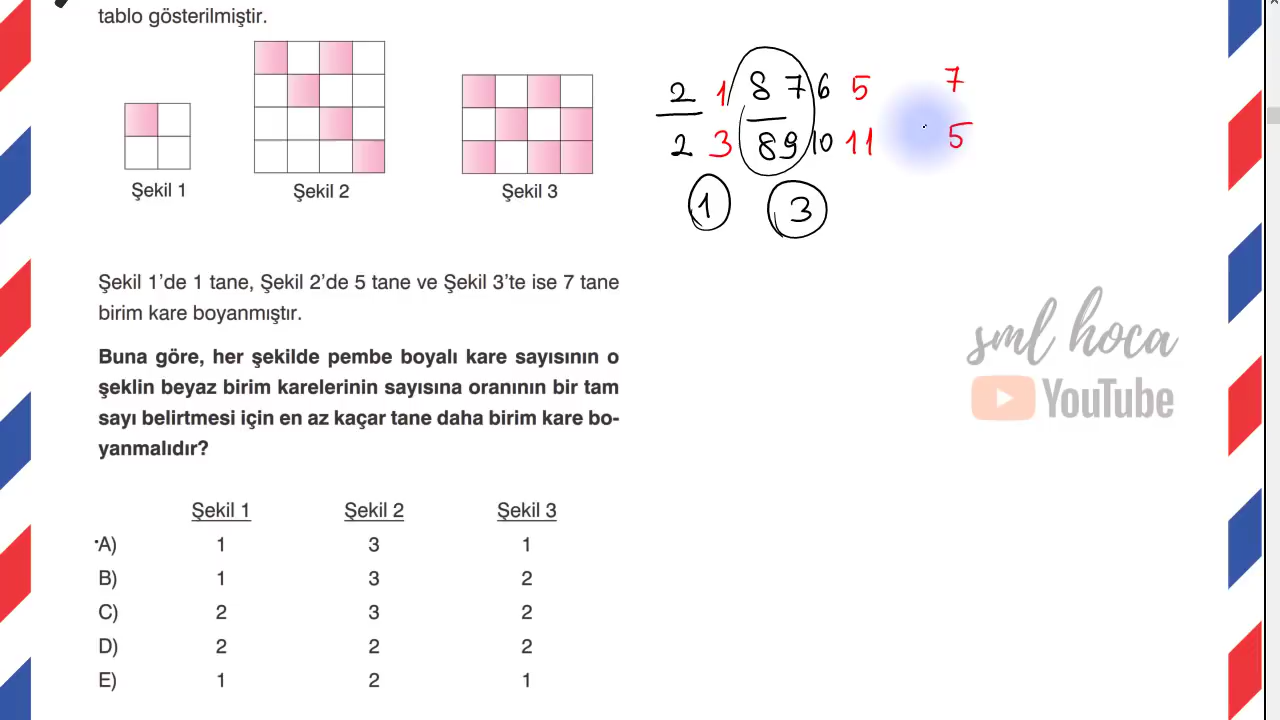 tablo gösterilmiştir.
Şekil 1
Şekil 2
Şekil 3
2 1 8 7 6 5 7
2 3 8 9 10 11 5
1 3
Şekil 1'de 1 tane, Şekil 2'de 5 tane ve Şekil 3'te ise 7 tane
birim kare boyanmıştır.
Buna göre, her şekilde pembe boyalı kare sayısının o
şeklin beyaz birim karelerinin sayısına oranının bir tam
sayı belirtmesi için en az kaçar tane daha birim kare bo-
yanmalıdır?
Şekil 1 Şekil 2 Şekil 3
A) 1 3 1
B) 1 3 2
C) 2 3 2
D) 2 2 2
E) 1 2 1
sml hoca
YouTube